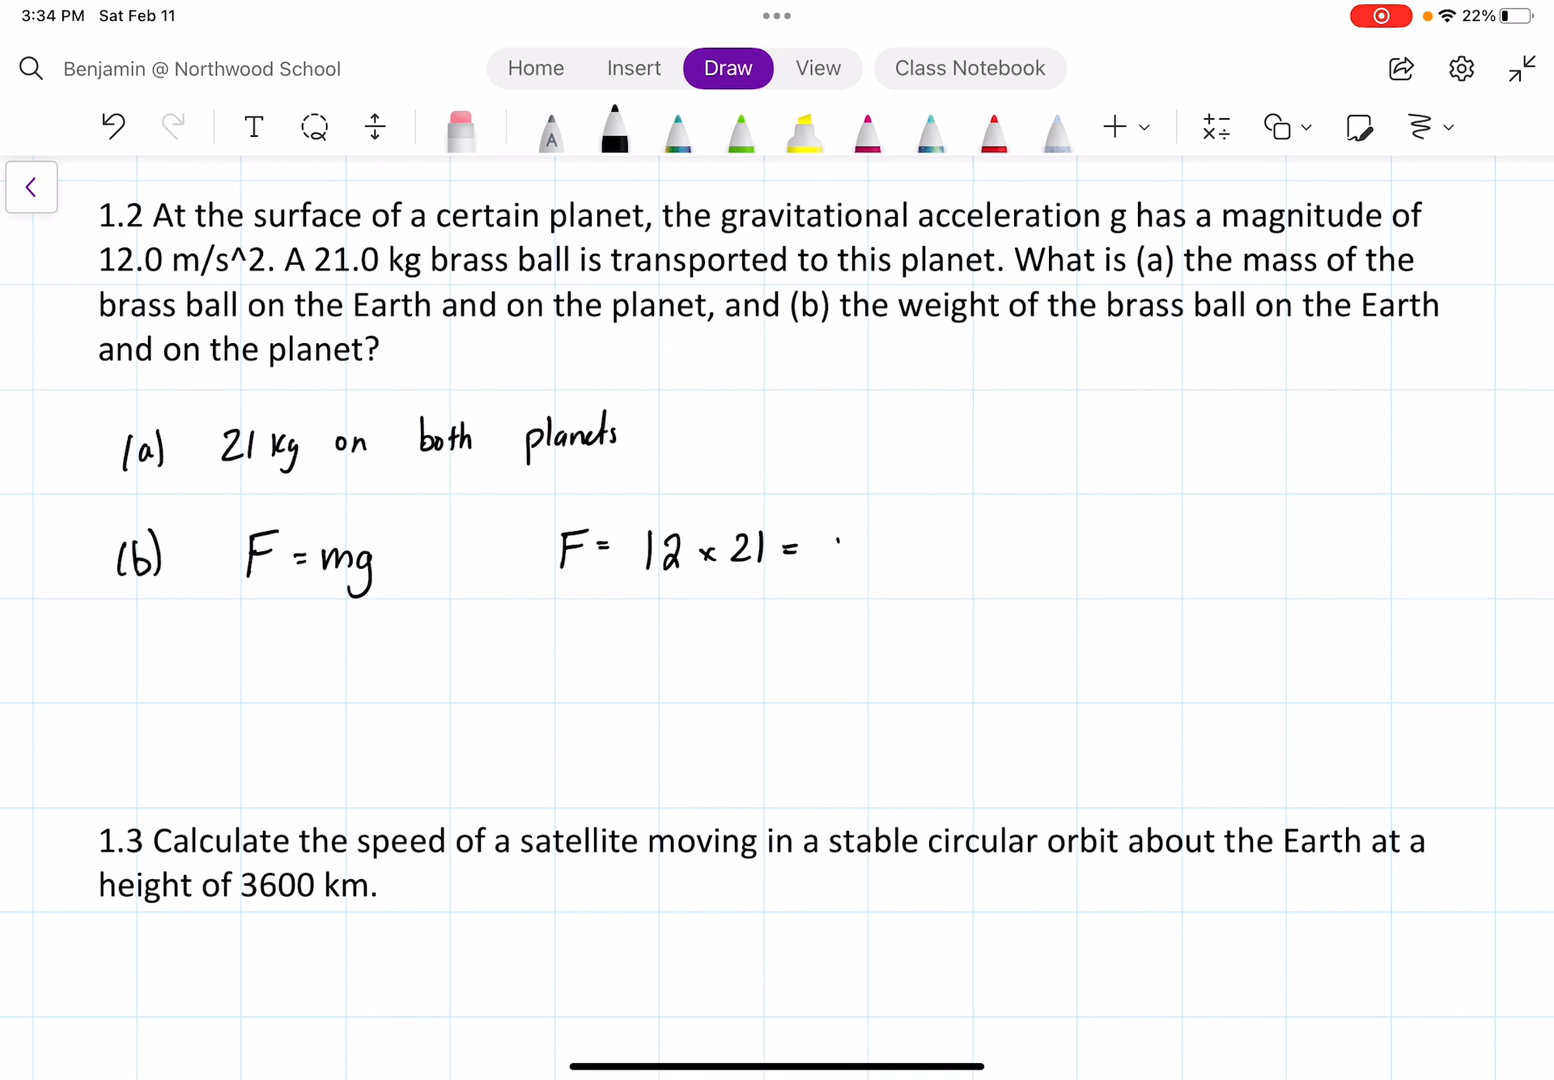 3:34 PM Sat Feb 11
22%
Benjamin @ Northwood School
Home Insert Draw View Class Notebook
T
A
1.2 At the surface of a certain planet, the gravitational acceleration g has a magnitude of
12.0 m/s^2. A 21.0 kg brass ball is transported to this planet. What is (a) the mass of the
brass ball on the Earth and on the planet, and (b) the weight of the brass ball on the Earth
and on the planet?
(a) 21 kg on both planets
(b) F = mg F = 12 × 21 =
1.3 Calculate the speed of a satellite moving in a stable circular orbit about the Earth at a
height of 3600 km.